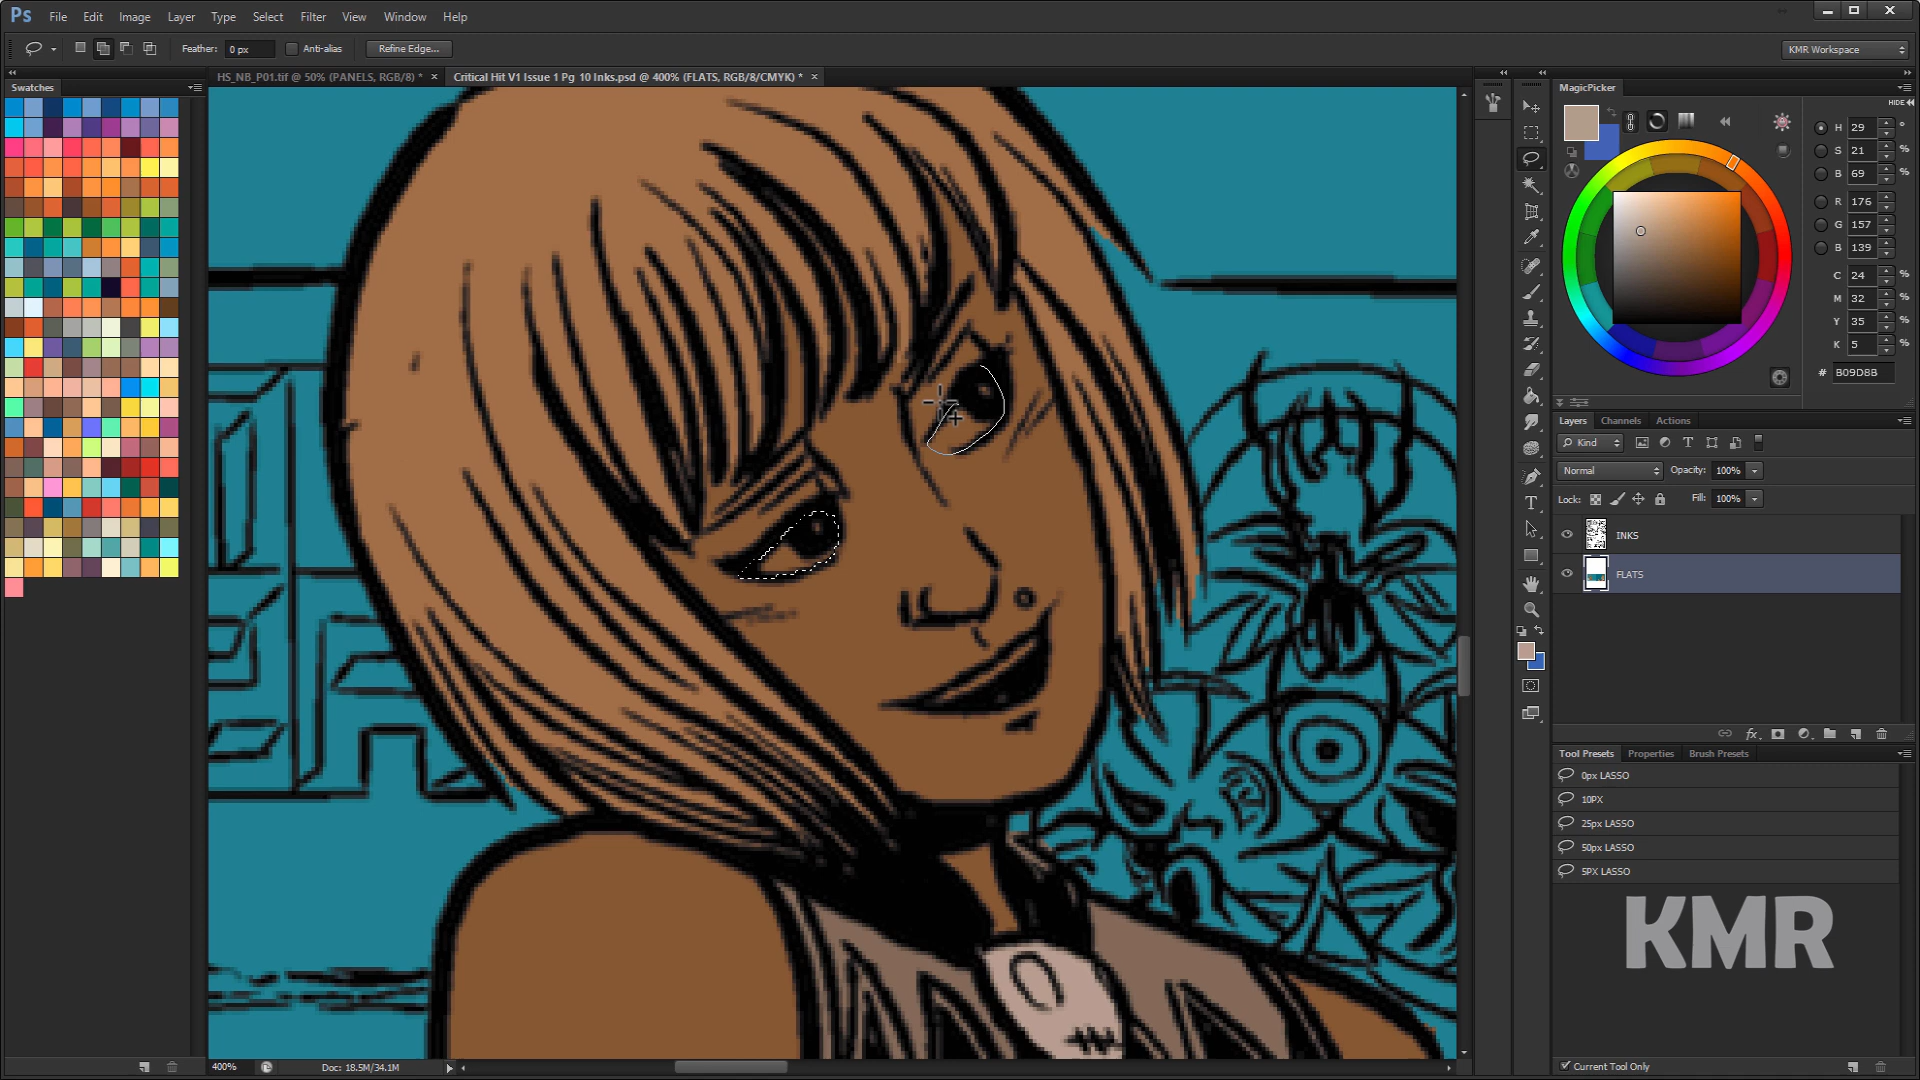 Ps File Edit Image Layer Type Select Filter View Window Help
Feather: 0 px Anti-alias Refine Edge... KMR Workspace
HS_NB_P01.tif @ 50% (PANELS, RGB/8) * × Critical Hit V1 Issue 1 Pg 10 Inks.psd @ 400% (FLATS, RGB/8/CMYK) * ×
Swatches
MagicPicker
HIDE
H 29 °
S 21 %
B 69 %
R 176
G 157
B 139
C 24 %
M 32 %
Y 35 %
K 5 %
# B09D8B
Layers Channels Actions
Kind
Normal Opacity: 100%
Lock: Fill: 100%
INKS
FLATS
Tool Presets Properties Brush Presets
0px LASSO
10PX
25px LASSO
50px LASSO
5PX LASSO
KMR
Current Tool Only
400% Doc: 18.5M/34.1M